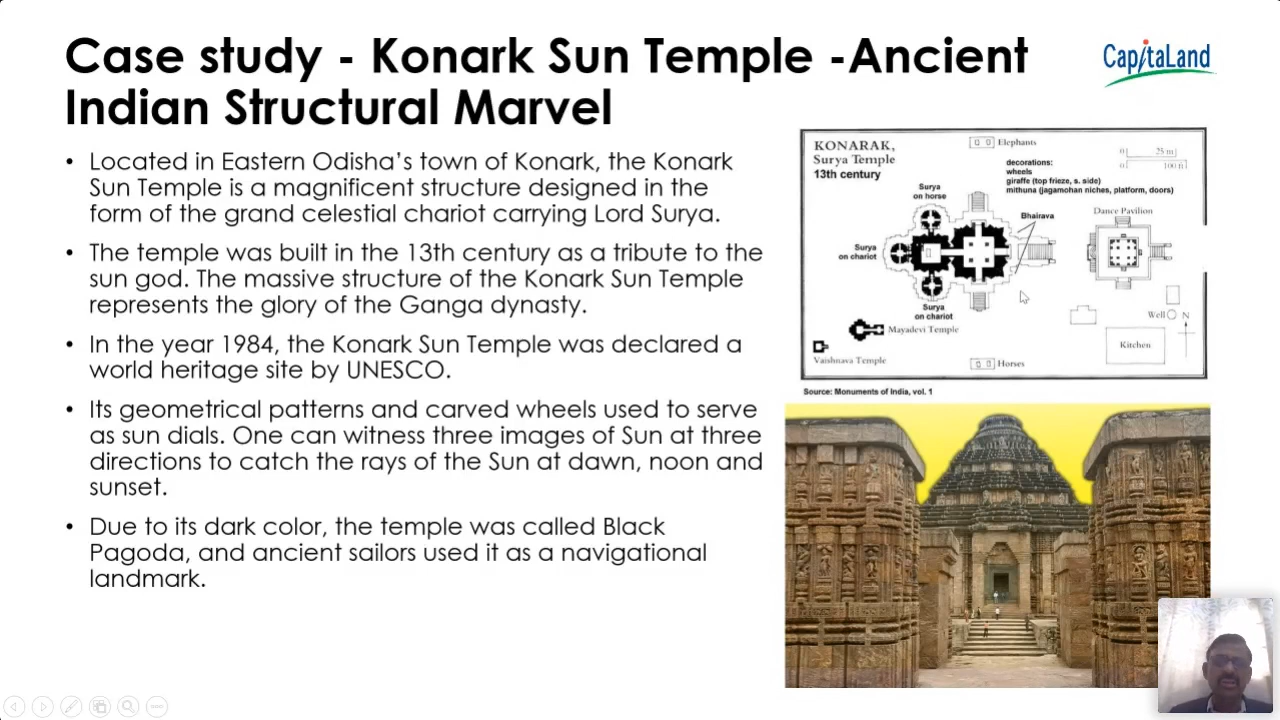 Case study - Konark Sun Temple -Ancient
Indian Structural Marvel
CapitaLand
• Located in Eastern Odisha’s town of Konark, the Konark
Sun Temple is a magnificent structure designed in the
form of the grand celestial chariot carrying Lord Surya.
• The temple was built in the 13th century as a tribute to the
sun god. The massive structure of the Konark Sun Temple
represents the glory of the Ganga dynasty.
• In the year 1984, the Konark Sun Temple was declared a
world heritage site by UNESCO.
• Its geometrical patterns and carved wheels used to serve
as sun dials. One can witness three images of Sun at three
directions to catch the rays of the Sun at dawn, noon and
sunset.
• Due to its dark color, the temple was called Black
Pagoda, and ancient sailors used it as a navigational
landmark.
KONARAK,
Surya Temple
13th century
Elephants
0 25 m
0 100 ft
decorations:
wheels
giraffe (top frieze, s. side)
mithuna (jagamohan niches, platform, doors)
Surya
on horse
Bhairava
Dance Pavilion
Surya
on chariot
Surya
on chariot
Mayadevi Temple
Well
N
Kitchen
Vaishnava Temple
Horses
Source: Monuments of India, vol. 1